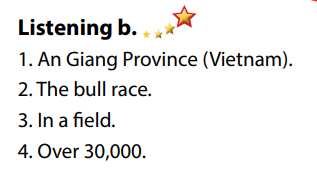 Listening b.
1. An Giang Province (Vietnam).
2. The bull race.
3. In a field.
4. Over 30,000.